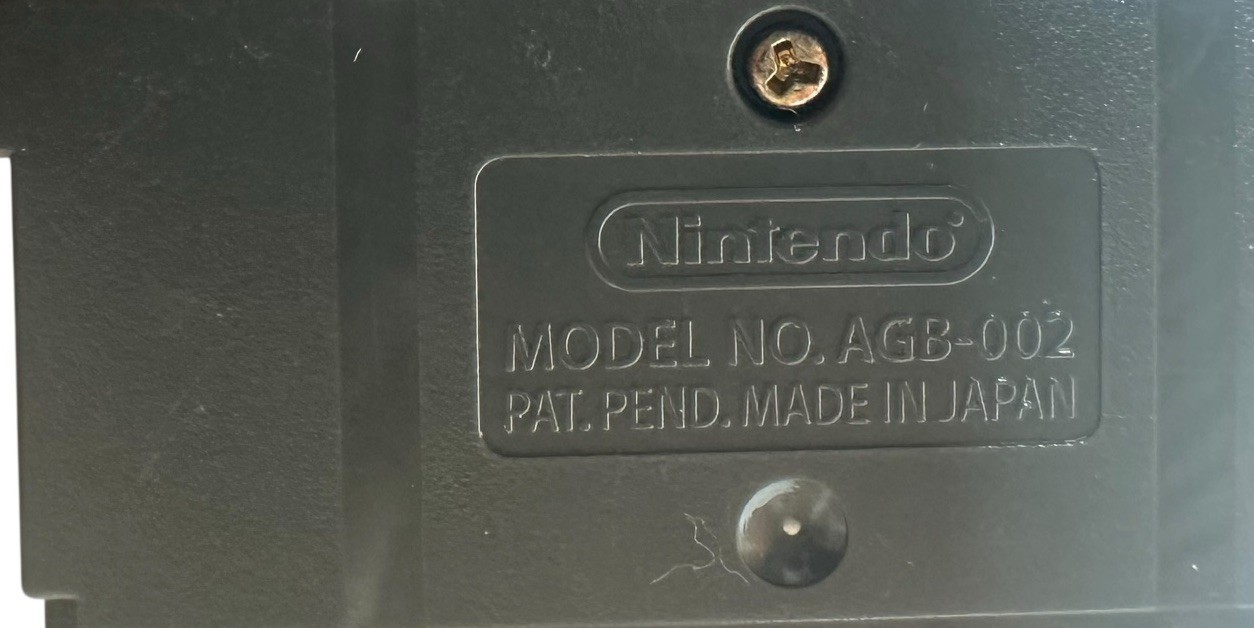 Nintendo
MODEL NO. AGB-002
PAT. PEND. MADE IN JAPAN